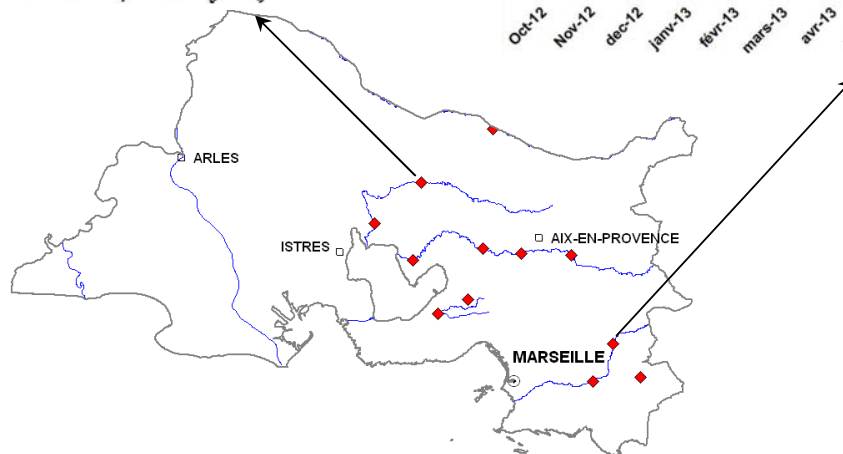 Oct-12 Nov-12 dec-12 janv-13 févr-13 mars-13 avr-13
ARLES
ISTRES
AIX-EN-PROVENCE
MARSEILLE